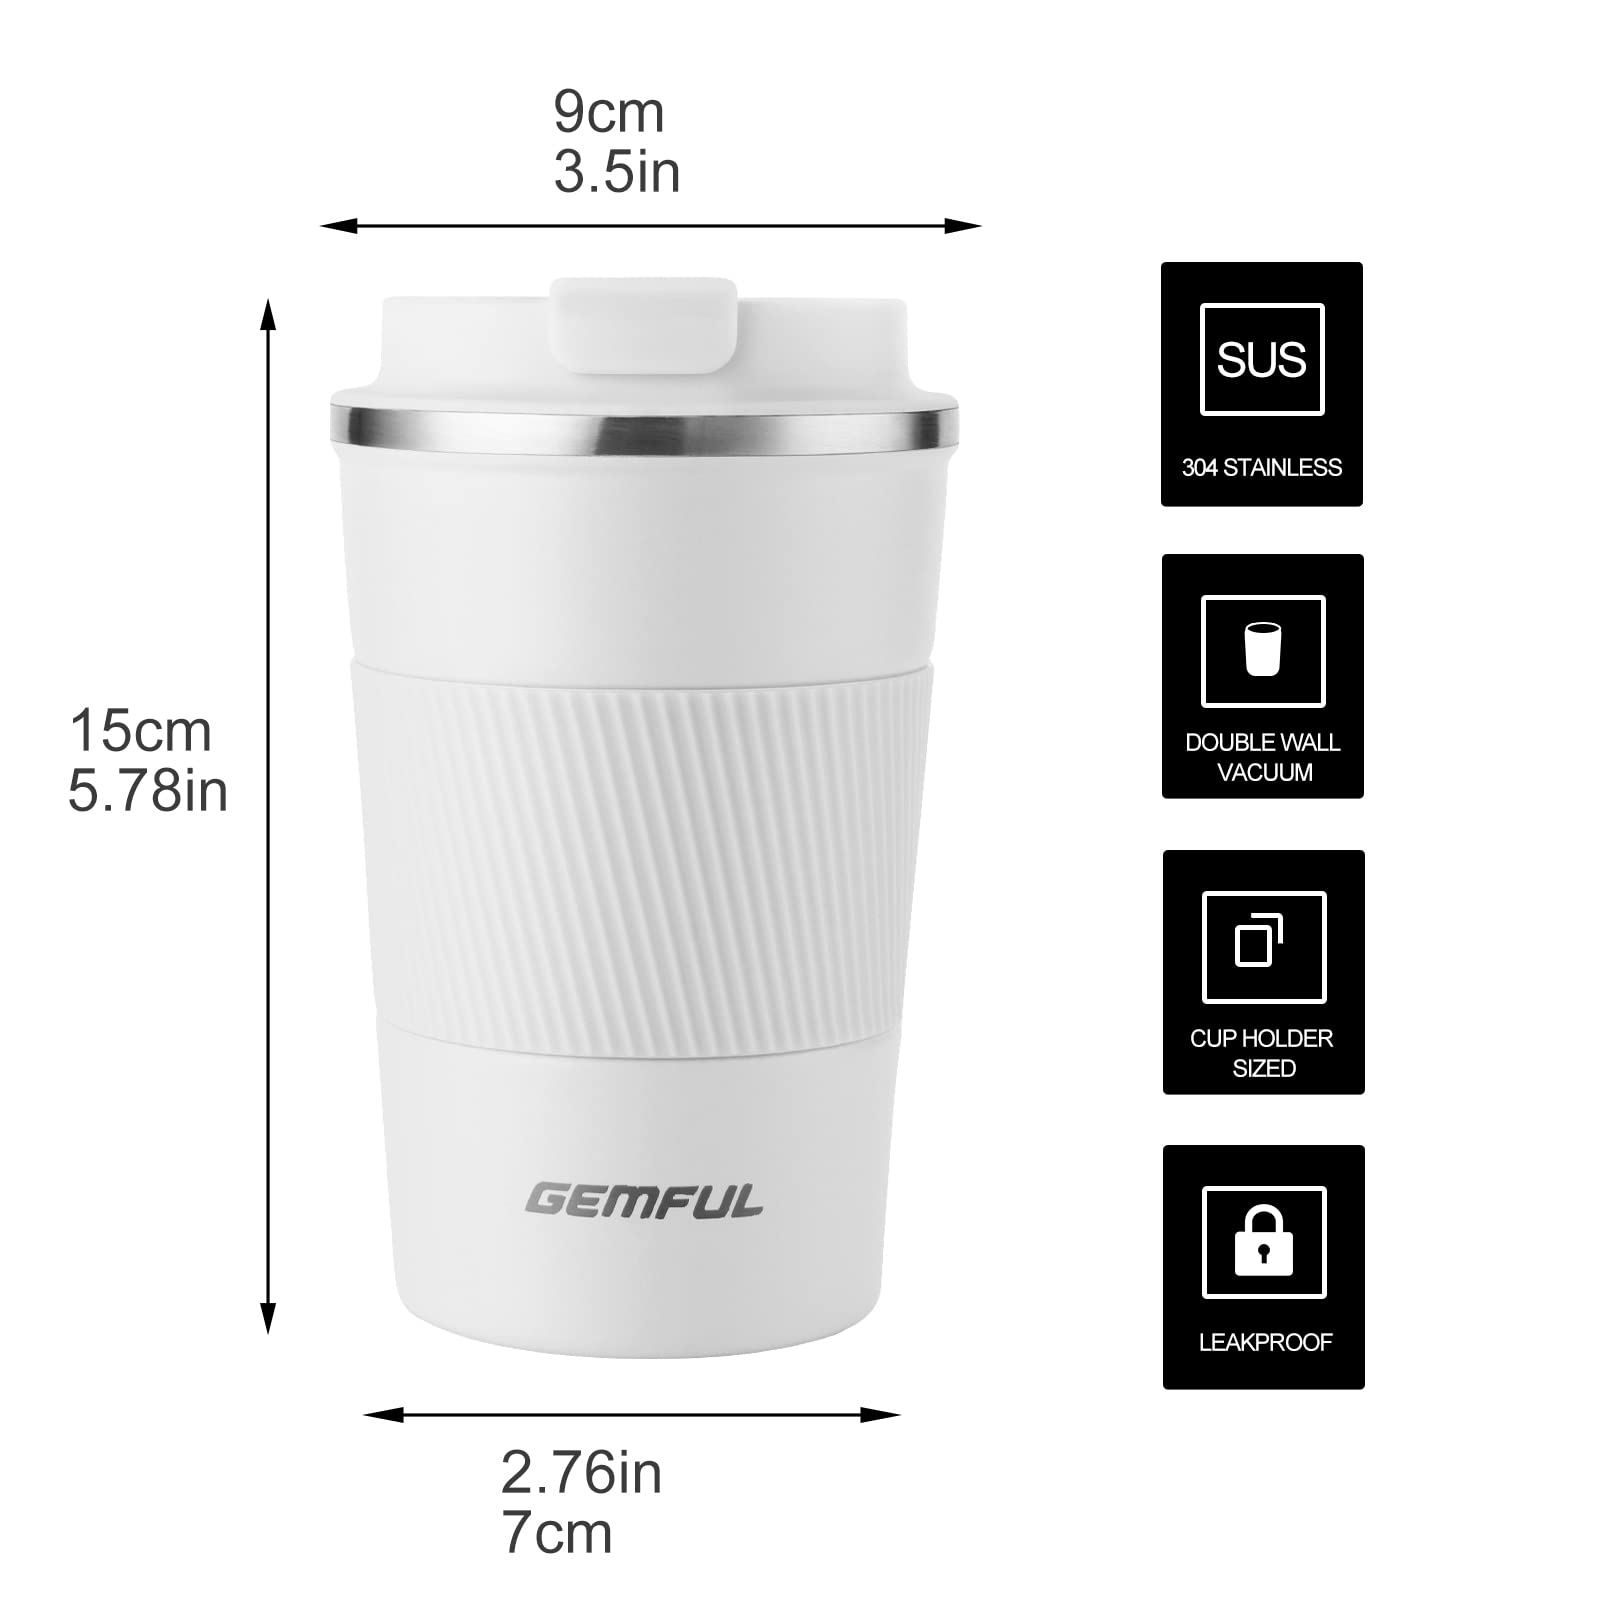 9cm
3.5in
15cm
5.78in
GEMFUL
2.76in
7cm
SUS
304 STAINLESS
DOUBLE WALL
VACUUM
CUP HOLDER
SIZED
LEAKPROOF